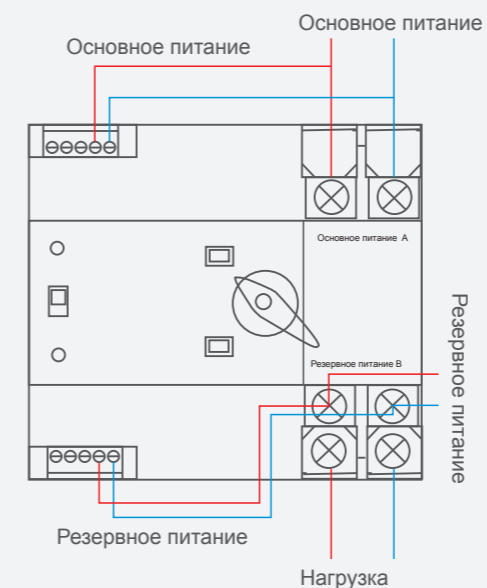 Основное питание
Основное питание
Основное питание А
Резервное питание В
Резервное питание
Резервное питание
Нагрузка